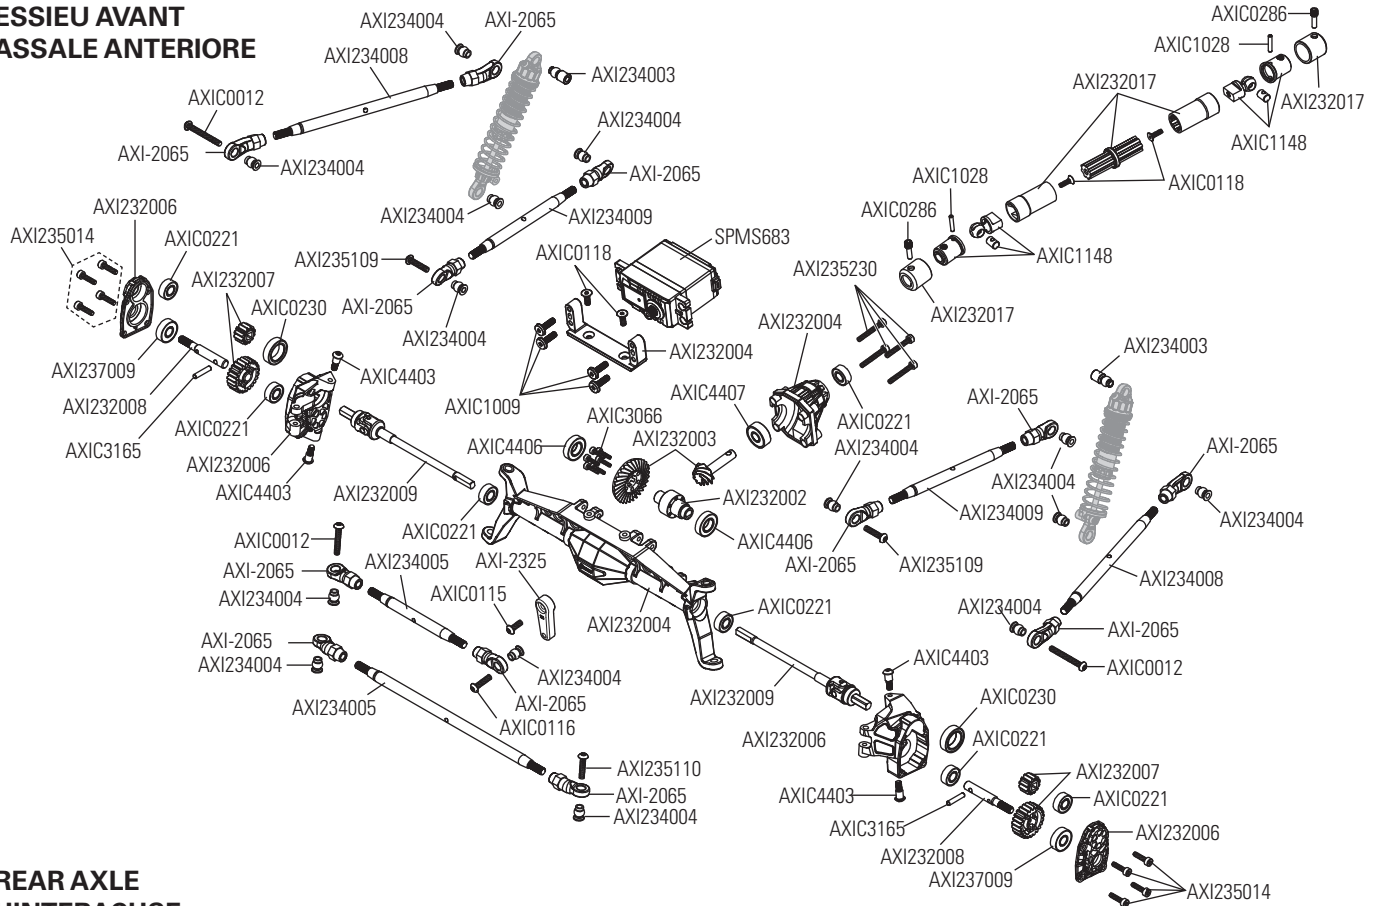 ESSIEU AVANT
ASSALE ANTERIORE
AXI234004
AXI-2065
AXI234008
AXI234003
AXIC0012
AXI234004
AXI-2065
AXI234004
AXI-2065
AXI234004
AXI234009
AXI235109
AXI-2065
AXI234004
AXIC0286
AXIC1028
AXI232017
AXI232017
AXIC1148
AXIC0118
AXIC1028
AXIC0286
AXIC1148
AXI232017
AXI232006
AXI235014
AXIC0221
AXI232007
AXIC0230
AXI237009
AXI232008
AXIC3165
AXIC0221
AXI232006
AXIC4403
AXIC4403
AXI232009
SPMS683
AXIC0118
AXI232004
AXIC1009
AXI235230
AXI232004
AXIC4407
AXIC0221
AXIC3066
AXI232003
AXIC4406
AXI232002
AXIC4406
AXIC0221
AXI234003
AXI-2065
AXI234004
AXI234004
AXI234009
AXI-2065
AXI235109
AXI-2065
AXI234004
AXI234008
AXI234004
AXI-2065
AXIC0012
AXIC0012
AXI-2065
AXI234005
AXI234004
AXI-2325
AXIC0115
AXI-2065
AXI234004
AXI234004
AXI-2065
AXIC0116
AXI234005
AXI235110
AXI-2065
AXI234004
AXI232004
AXIC0221
AXI232009
AXIC4403
AXI232006
AXIC0230
AXIC0221
AXIC4403
AXI232007
AXIC0221
AXIC3165
AXI232008
AXI237009
AXI232006
AXI235014
REAR AXLE